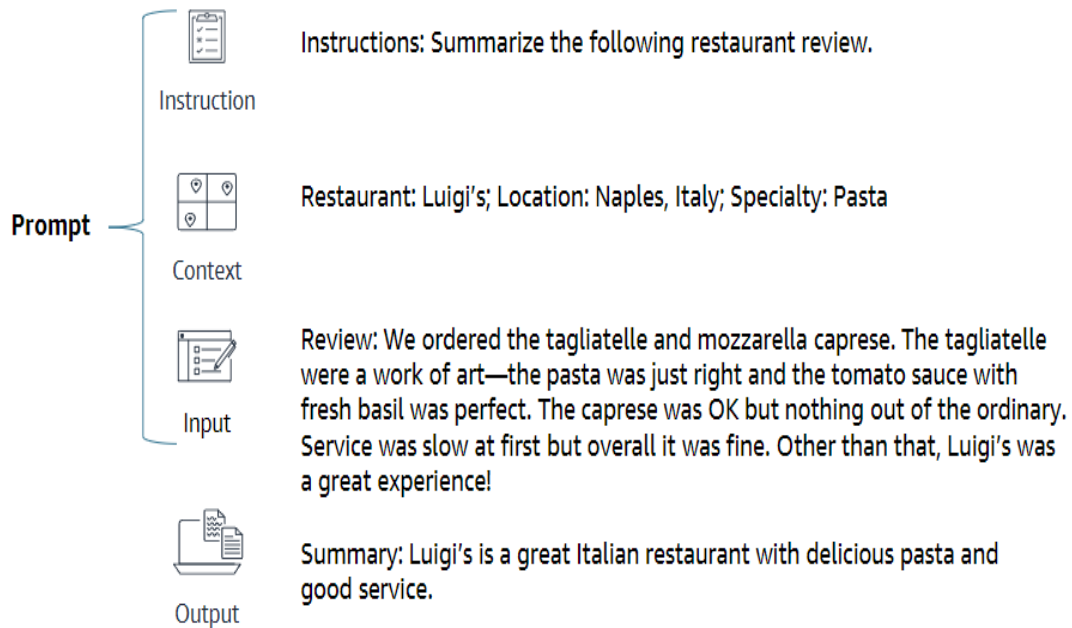 Instructions: Summarize the following restaurant review.
Instruction
Restaurant: Luigi’s; Location: Naples, Italy; Specialty: Pasta
Prompt
Context
Review: We ordered the tagliatelle and mozzarella caprese. The tagliatelle
were a work of art—the pasta was just right and the tomato sauce with
fresh basil was perfect. The caprese was OK but nothing out of the ordinary.
Service was slow at first but overall it was fine. Other than that, Luigi’s was
a great experience!
Input
Summary: Luigi’s is a great Italian restaurant with delicious pasta and
good service.
Output